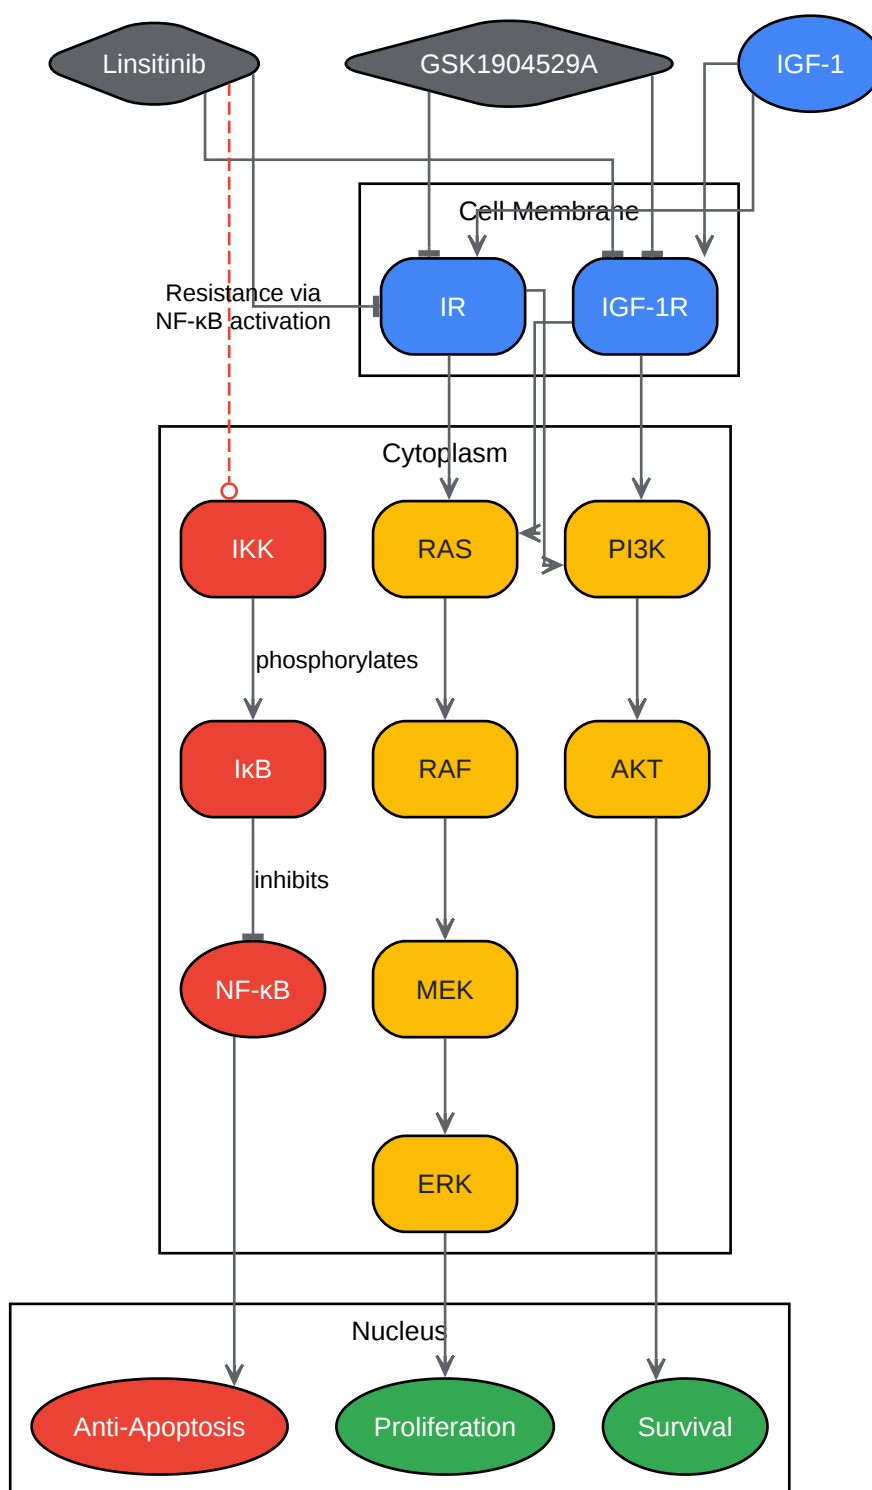 Linsitinib
GSK1904529A
IGF-1
Cell Membrane
Resistance via
NF-κB activation
IR
IGF-1R
Cytoplasm
IKK
RAS
PI3K
phosphorylates
IκB
RAF
AKT
inhibits
NF-κB
MEK
ERK
Nucleus
Anti-Apoptosis
Proliferation
Survival